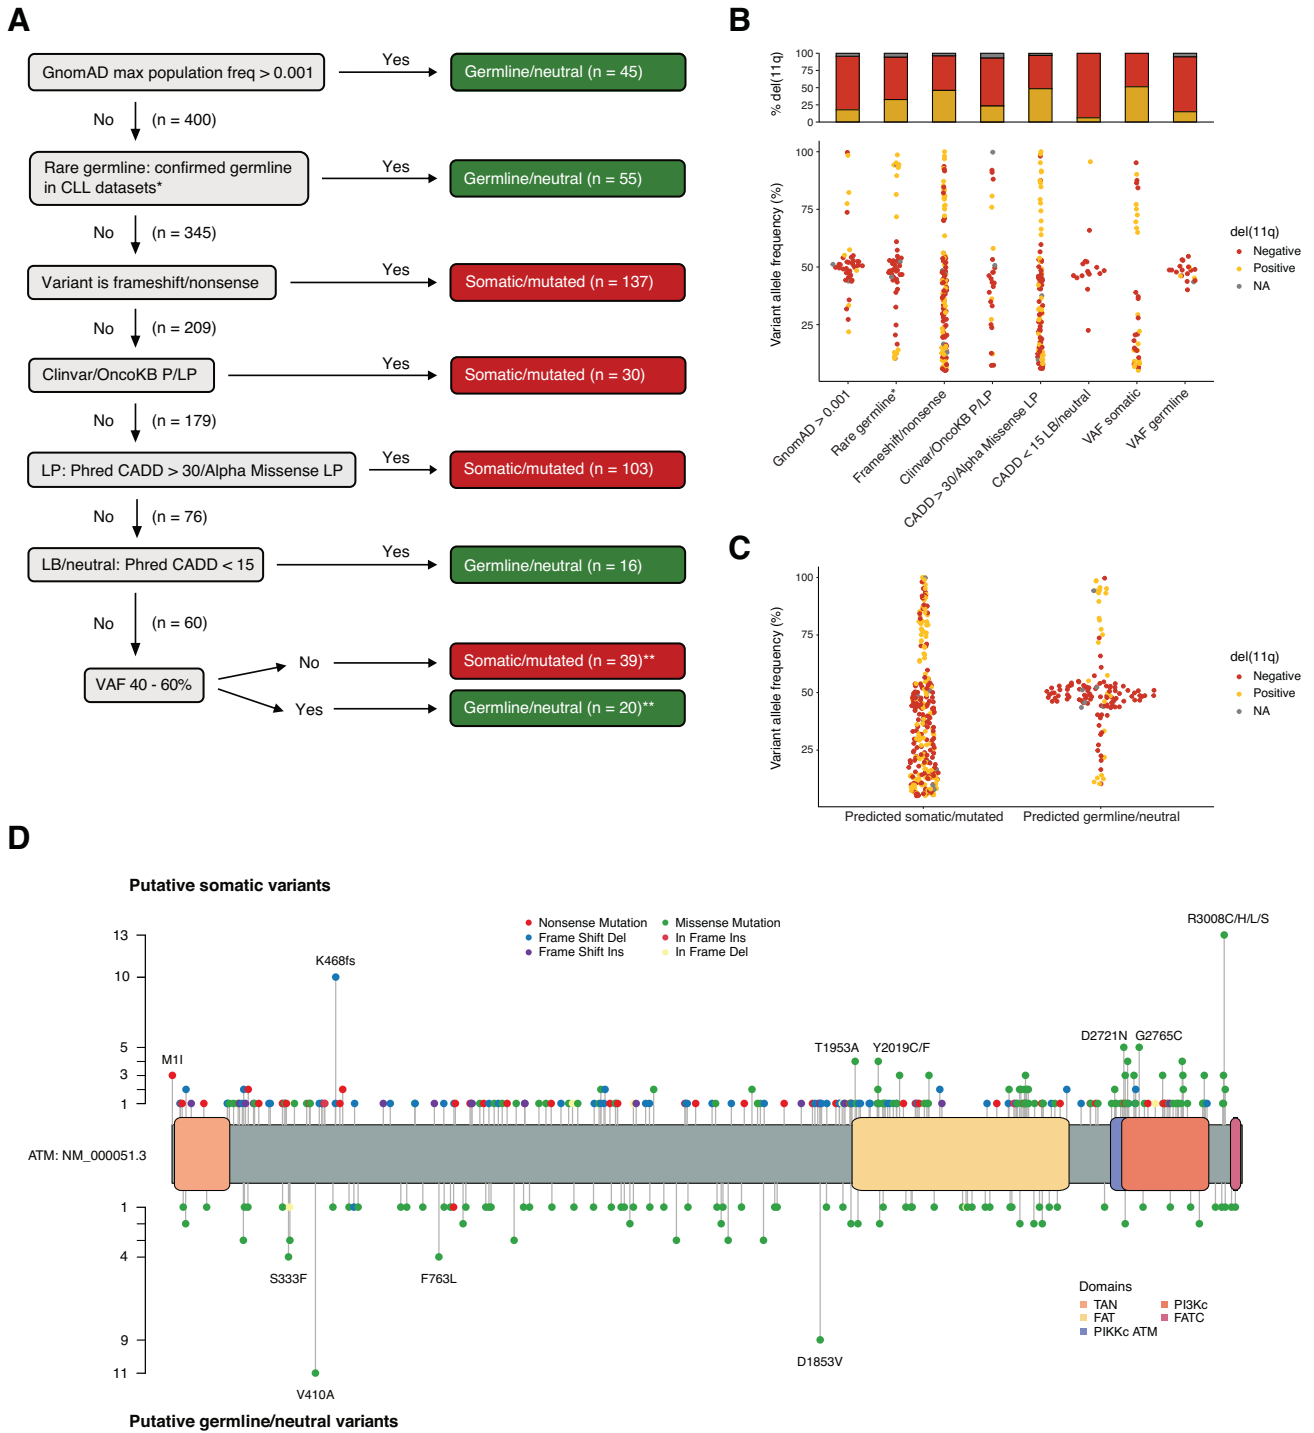 A
GnomAD max population freq > 0.001
Yes
Germline/neutral (n = 45)
No
(n = 400)
Rare germline: confirmed germline
in CLL datasets*
Yes
Germline/neutral (n = 55)
No
(n = 345)
Variant is frameshift/nonsense
Yes
Somatic/mutated (n = 137)
No
(n = 209)
Clinvar/OncoKB P/LP
Yes
Somatic/mutated (n = 30)
No
(n = 179)
LP: Phred CADD > 30/Alpha Missense LP
Yes
Somatic/mutated (n = 103)
No
(n = 76)
LB/neutral: Phred CADD < 15
Yes
Germline/neutral (n = 16)
No
(n = 60)
VAF 40 - 60%
No
Somatic/mutated (n = 39)**
Yes
Germline/neutral (n = 20)**
B
% del(11q)
100
75
50
25
0
Variant allele frequency (%)
100
75
50
25
GnomAD > 0.001
Rare germline*
Frameshift/nonsense
Clinvar/OncoKB P/LP
CADD > 30/Alpha Missense LP
CADD < 15 LB/neutral
VAF somatic
VAF germline
del(11q)
Negative
Positive
NA
C
Variant allele frequency (%)
100
75
50
25
Predicted somatic/mutated
Predicted germline/neutral
del(11q)
Negative
Positive
NA
D
Putative somatic variants
Nonsense Mutation
Frame Shift Del
Frame Shift Ins
Missense Mutation
In Frame Ins
In Frame Del
13
10
5
3
1
M1I
K468fs
T1953A
Y2019C/F
D2721N
G2765C
R3008C/H/L/S
ATM: NM_000051.3
1
4
9
11
S333F
V410A
F763L
D1853V
Domains
TAN
FAT
PIKKc ATM
PI3Kc
FATC
Putative germline/neutral variants